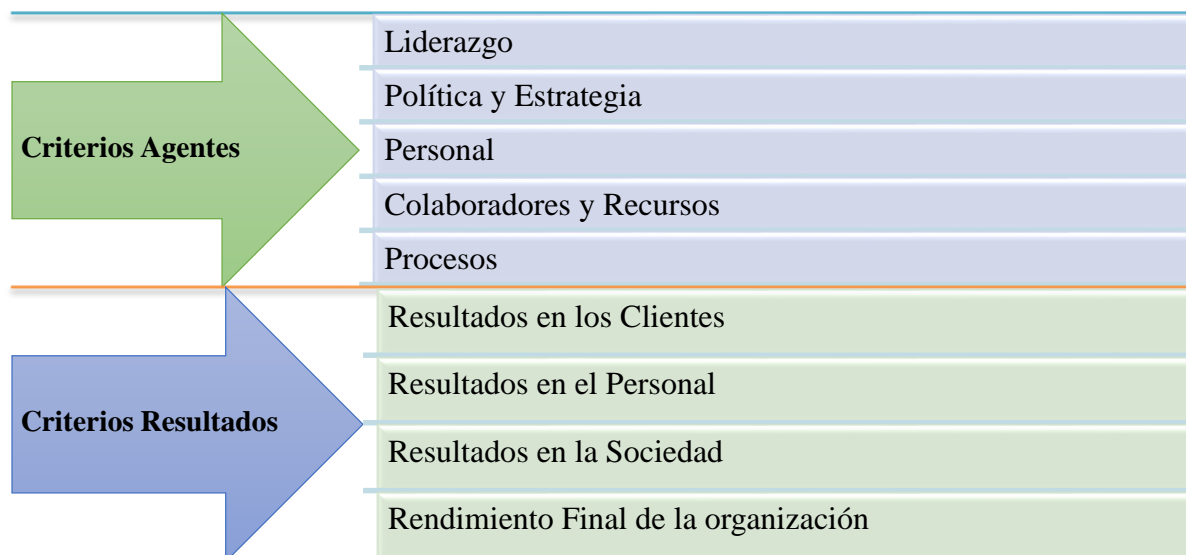 Criterios Agentes
Liderazgo
Política y Estrategia
Personal
Colaboradores y Recursos
Procesos
Criterios Resultados
Resultados en los Clientes
Resultados en el Personal
Resultados en la Sociedad
Rendimiento Final de la organización